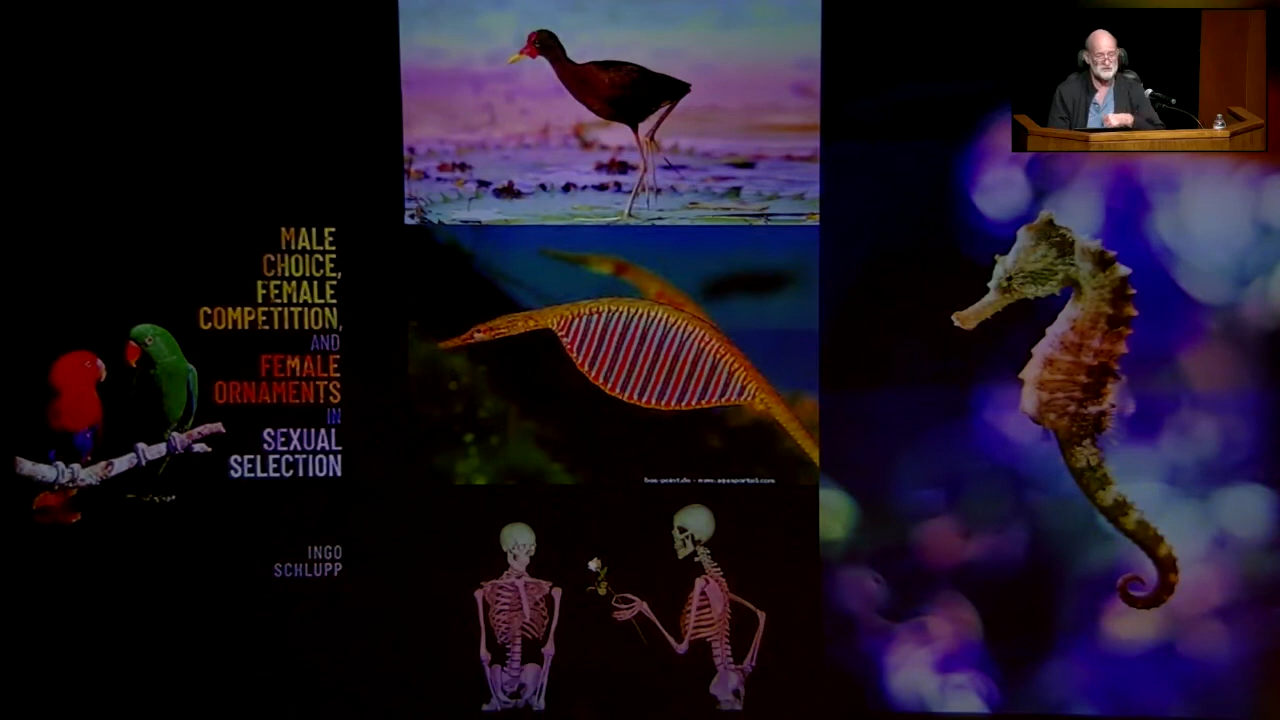 MALE
CHOICE,
FEMALE
COMPETITION,
AND
FEMALE
ORNAMENTS
IN
SEXUAL
SELECTION
INGO
SCHLUPP